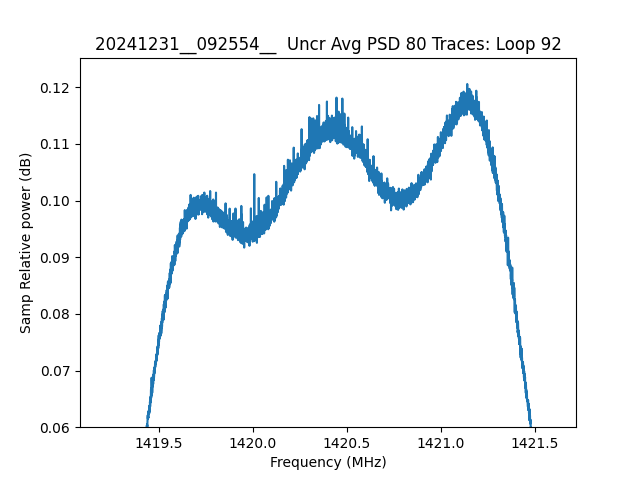 20241231__092554__  Uncr Avg PSD 80 Traces: Loop 92
0.12
0.11
0.10
0.09
0.08
0.07
0.06
Samp Relative power (dB)
1419.5 1420.0 1420.5 1421.0 1421.5
Frequency (MHz)